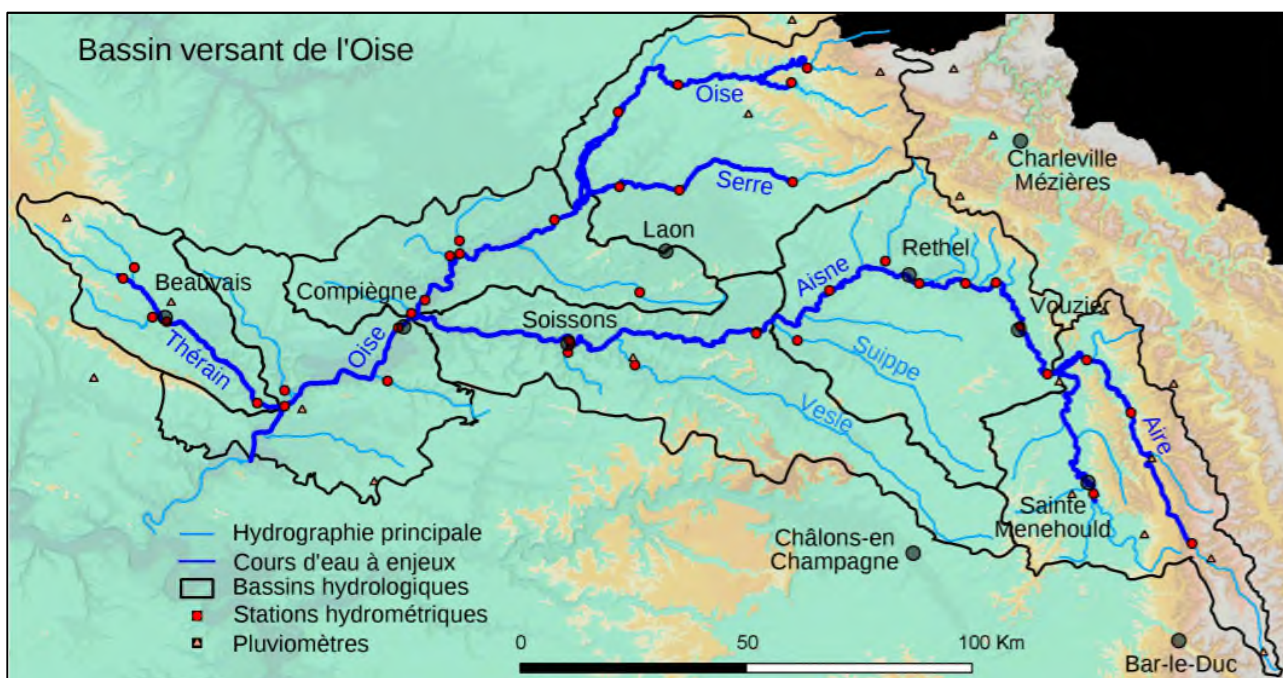 Bassin versant de l'Oise
Oise
Charleville
Mézières
Serre
Laon
Rethel
Aisne
Beauvais
Compiègne
Vouzier
Soissons
Oise
Thérain
Suippe
Vesle
Aire
Sainte
Menehould
Châlons-en
Champagne
Hydrographie principale
Cours d'eau à enjeux
Bassins hydrologiques
Stations hydrométriques
Pluviomètres
0
50
100 Km
Bar-le-Duc